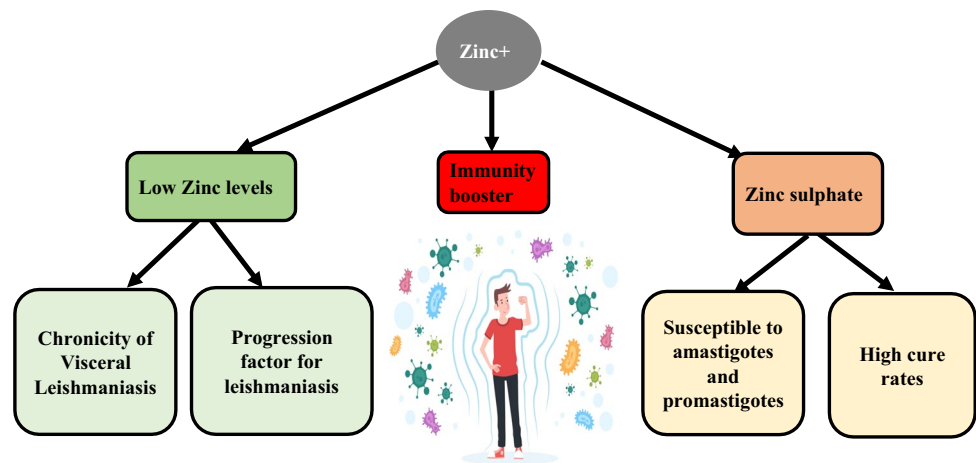 Zinc+
Low Zinc levels
Immunity
booster
Zinc sulphate
Chronicity of
Visceral
Leishmaniasis
Progression
factor for
leishmaniasis
Susceptible to
amastigotes
and
promastigotes
High cure
rates